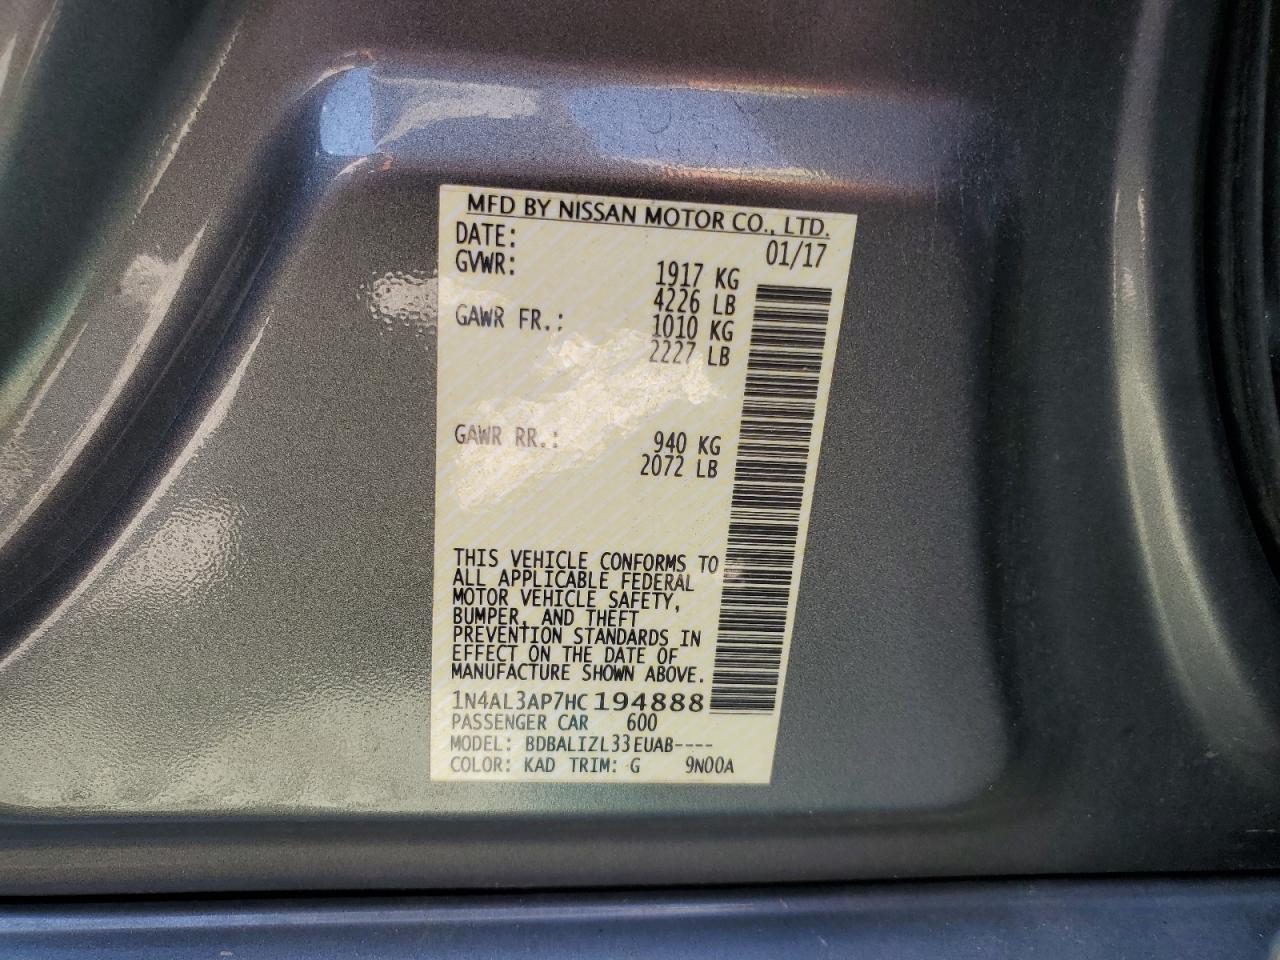 MFD BY NISSAN MOTOR CO., LTD.
DATE: 01/17
GVWR: 1917 KG
4226 LB
GAWR FR.: 1010 KG
2227 LB
GAWR RR.: 940 KG
2072 LB
THIS VEHICLE CONFORMS TO
ALL APPLICABLE FEDERAL
MOTOR VEHICLE SAFETY,
BUMPER, AND THEFT
PREVENTION STANDARDS IN
EFFECT ON THE DATE OF
MANUFACTURE SHOWN ABOVE.
1N4AL3AP7HC194888
PASSENGER CAR 600
MODEL: BDBALIZL33EUAB----
COLOR: KAD TRIM: G 9N00A